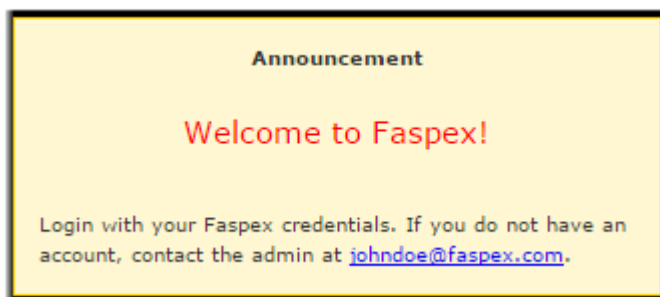 Announcement
Welcome to Faspex!
Login with your Faspex credentials. If you do not have an
account, contact the admin at johndoe@faspex.com.